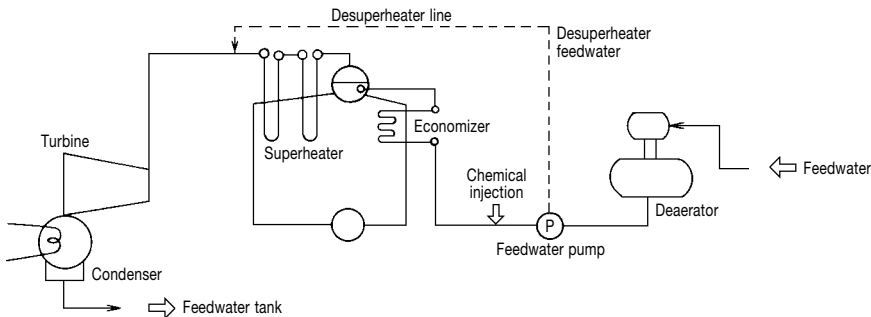 Desuperheater line
Desuperheater
feedwater
Turbine
Superheater
Economizer
Chemical
injection
Feedwater
Deaerator
P
Feedwater pump
Condenser
Feedwater tank